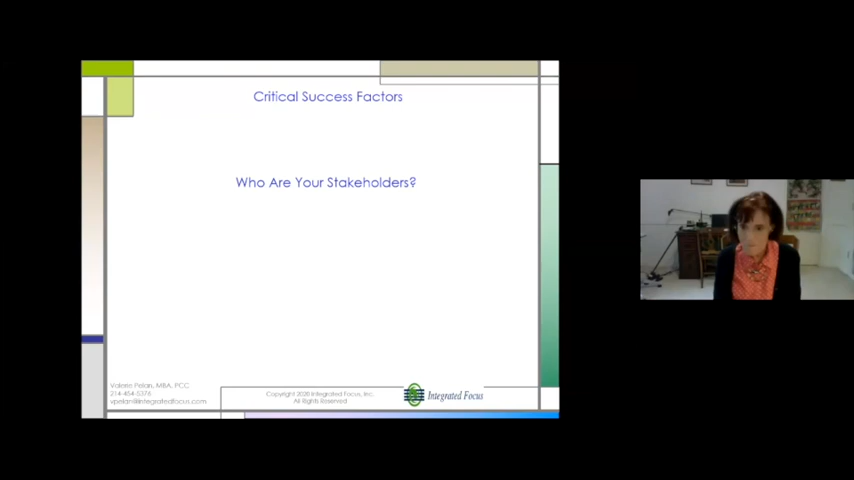 Critical Success Factors
Who Are Your Stakeholders?
Valerie Pelan, MBA, PCC
214-454-5376
vpelan@integratedfocus.com
Copyright 2020 Integrated Focus, Inc.
All Rights Reserved
Integrated Focus